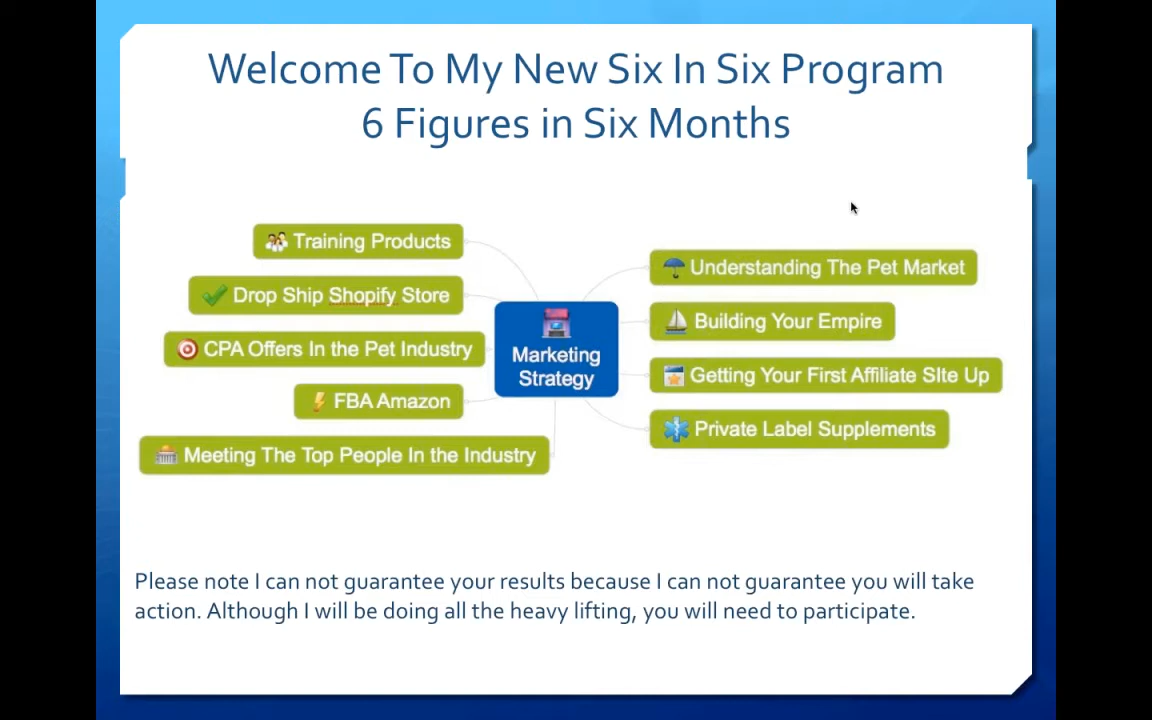 Welcome To My New Six In Six Program
6 Figures in Six Months
Training Products
Drop Ship Shopify Store
CPA Offers In the Pet Industry
FBA Amazon
Meeting The Top People In the Industry
Marketing
Strategy
Understanding The Pet Market
Building Your Empire
Getting Your First Affiliate SIte Up
Private Label Supplements
Please note I can not guarantee your results because I can not guarantee you will take
action. Although I will be doing all the heavy lifting, you will need to participate.